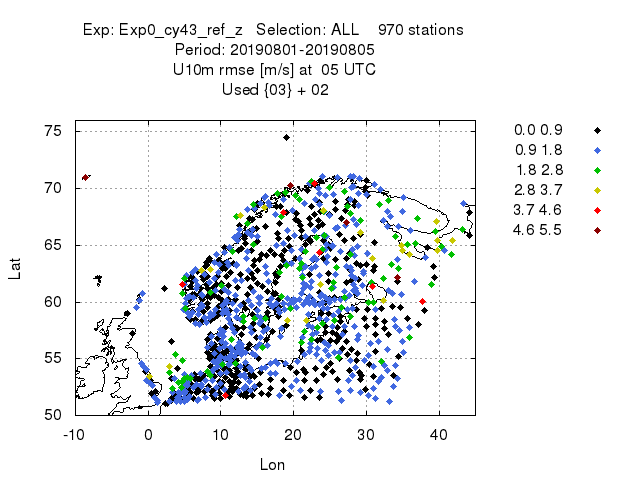 Exp: Exp0_cy43_ref_z   Selection: ALL    970 stations
Period: 20190801-20190805
U10m rmse [m/s] at  05 UTC
Used {03} + 02
0.0 0.9
0.9 1.8
1.8 2.8
2.8 3.7
3.7 4.6
4.6 5.5
75
70
65
60
55
50
Lat
-10 0 10 20 30 40
Lon